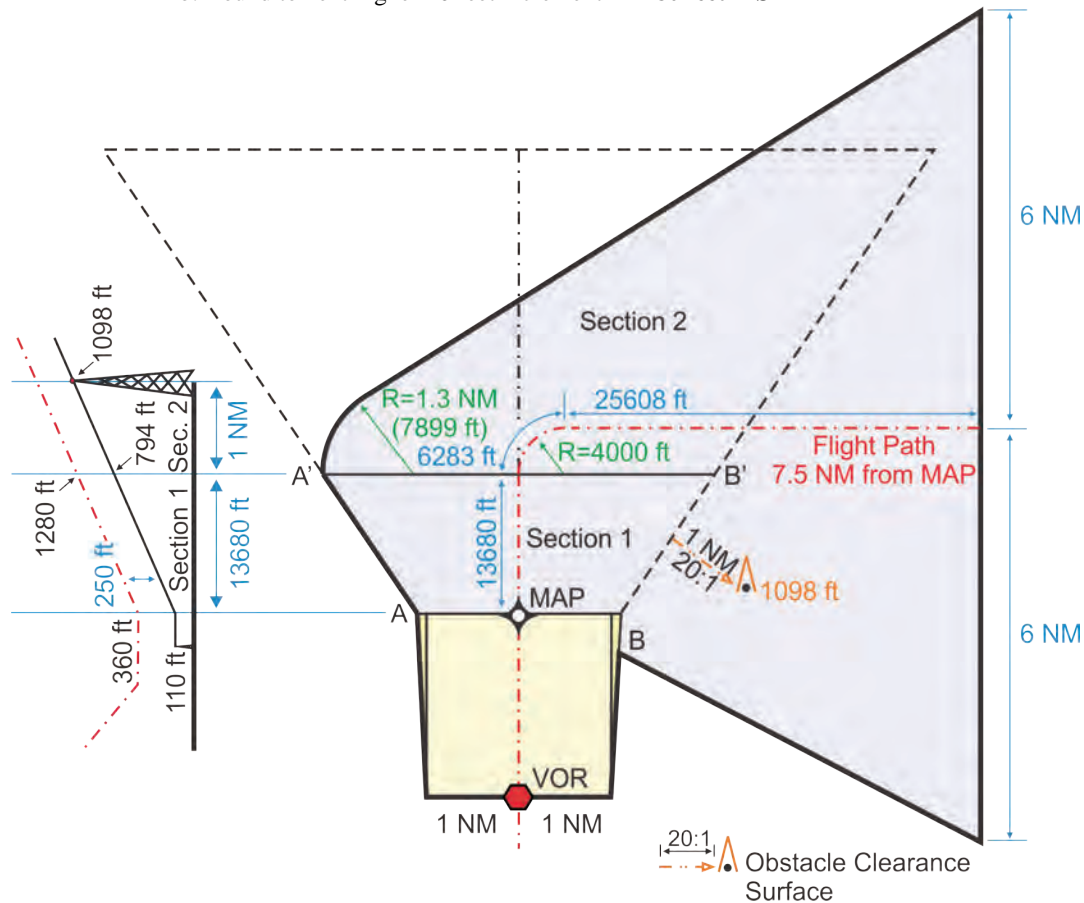 6 NM
Section 2
1098 ft
794 ft
Sec. 2
1 NM
R=1.3 NM
(7899 ft)
6283 ft
25608 ft
R=4000 ft
Flight Path
7.5 NM from MAP
A'
B'
1280 ft
Section 1
13680 ft
250 ft
13680 ft
Section 1
1 NM
20:1
1098 ft
A
MAP
B
360 ft
110 ft
6 NM
VOR
1 NM
1 NM
20:1
Obstacle Clearance
Surface